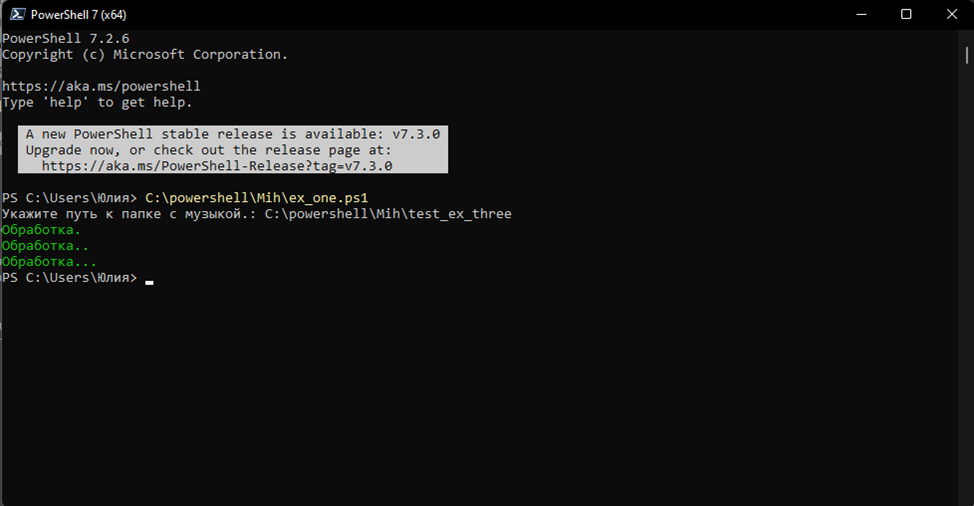 PowerShell 7 (x64)
PowerShell 7.2.6
Copyright (c) Microsoft Corporation.
https://aka.ms/powershell
Type 'help' to get help.
A new PowerShell stable release is available: v7.3.0
Upgrade now, or check out the release page at:
https://aka.ms/PowerShell-Release?tag=v7.3.0
PS C:\Users\Юлия> C:\powershell\Mih\ex_one.ps1
Укажите путь к папке с музыкой.: C:\powershell\Mih\test_ex_three
Обработка.
Обработка..
Обработка...
PS C:\Users\Юлия>